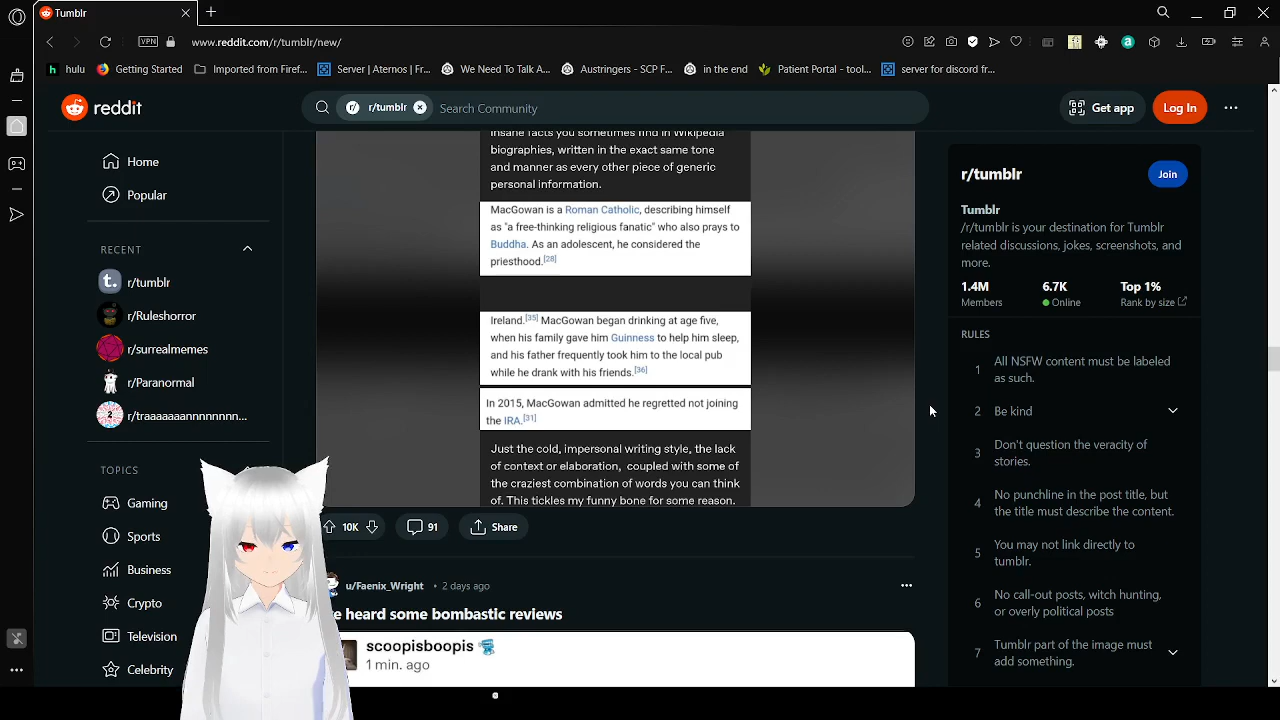 Tumblr
VPN
www.reddit.com/r/tumblr/new/
hulu
Getting Started
Imported from Firef...
Server | Aternos | Fr...
We Need To Talk A...
Austringers - SCP F...
in the end
Patient Portal - tool...
server for discord fr...
reddit
r/tumblr
Search Community
Get app
Log In
Home
Popular
RECENT
r/tumblr
r/Ruleshorror
r/surrealmemes
r/Paranormal
r/traaaaaaannnnnnnn...
TOPICS
Gaming
Sports
Business
Crypto
Television
Celebrity
insane facts you sometimes find in Wikipedia
biographies, written in the exact same tone
and manner as every other piece of generic
personal information.
MacGowan is a Roman Catholic, describing himself
as "a free-thinking religious fanatic" who also prays to
Buddha. As an adolescent, he considered the
priesthood.[28]
Ireland.[35] MacGowan began drinking at age five,
when his family gave him Guinness to help him sleep,
and his father frequently took him to the local pub
while he drank with his friends.[36]
In 2015, MacGowan admitted he regretted not joining
the IRA.[31]
Just the cold, impersonal writing style, the lack
of context or elaboration, coupled with some of
the craziest combination of words you can think
of. This tickles my funny bone for some reason.
10K
91
Share
u/Faenix_Wright • 2 days ago
heard some bombastic reviews
scoopisboopis
1 min. ago
r/tumblr
Join
Tumblr
/r/tumblr is your destination for Tumblr
related discussions, jokes, screenshots, and
more.
1.4M 6.7K Top 1%
Members Online Rank by size
RULES
1 All NSFW content must be labeled
as such.
2 Be kind
3 Don't question the veracity of
stories.
4 No punchline in the post title, but
the title must describe the content.
5 You may not link directly to
tumblr.
6 No call-out posts, witch hunting,
or overly political posts
7 Tumblr part of the image must
add something.